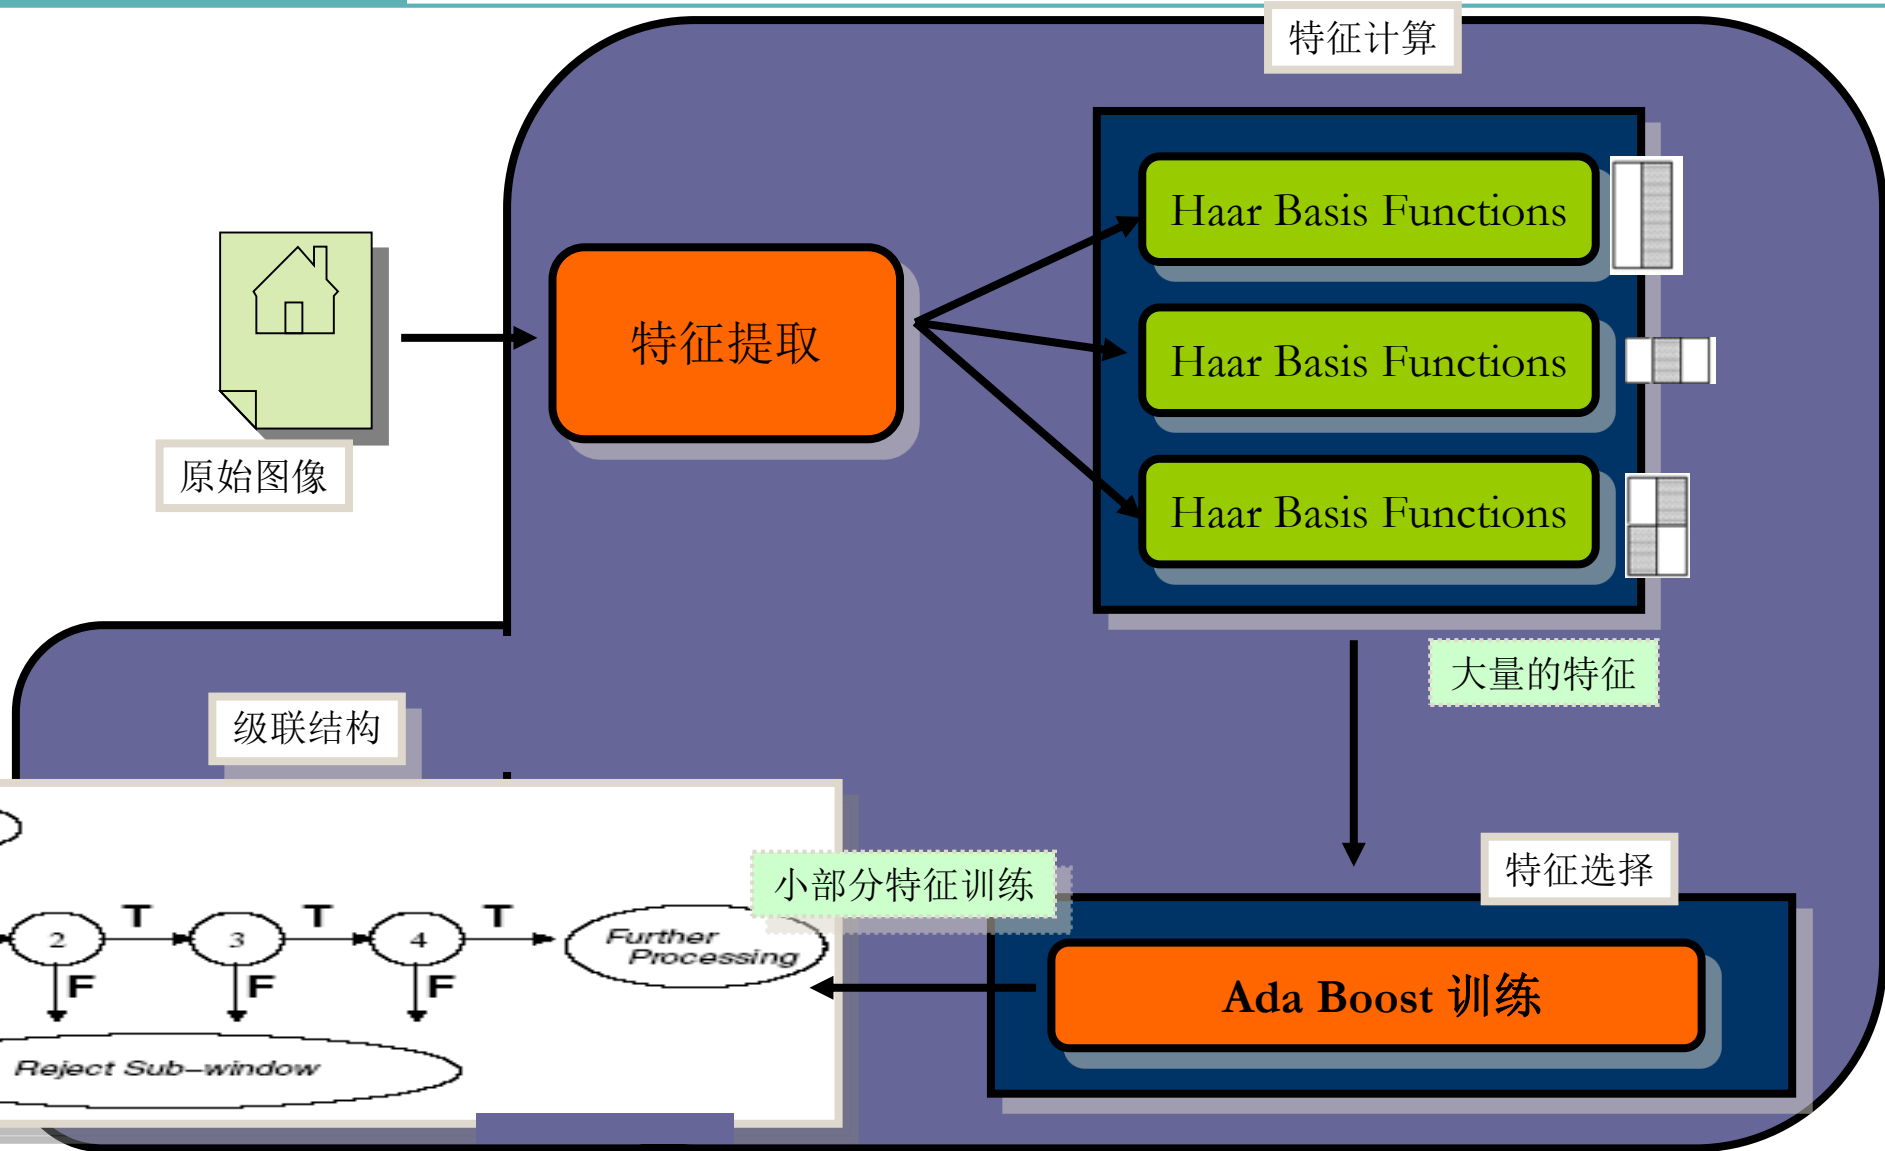 特征计算
Haar Basis Functions
特征提取
Haar Basis Functions
原始图像
Haar Basis Functions
大量的特征
级联结构
特征选择
小部分特征训练
T T T
2 3 4
Further
Processing
F F F
Ada Boost 训练
Reject Sub-window